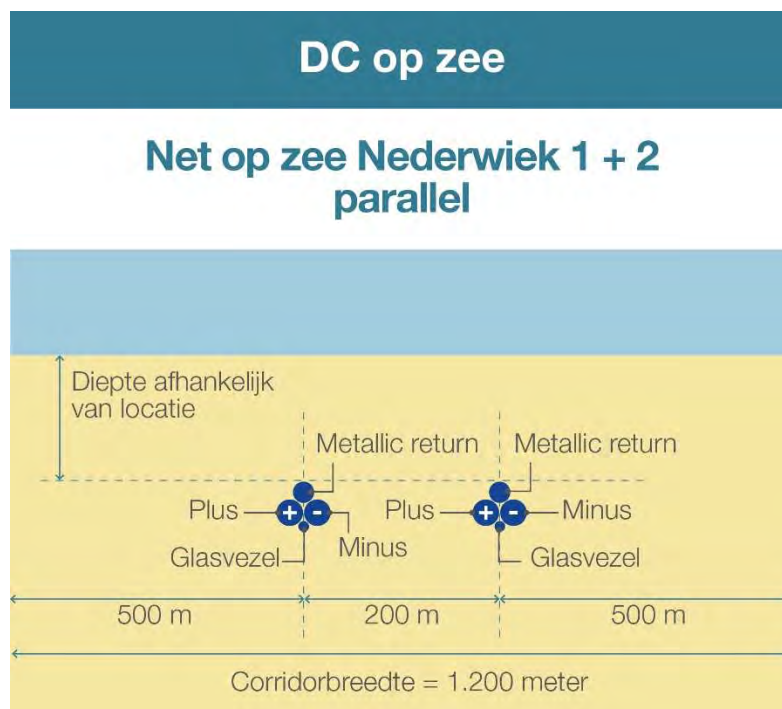 DC op zee
Net op zee Nederwiek 1 + 2
parallel
Diepte afhankelijk
van locatie
Metallic return
Metallic return
Plus
+
-
Minus
Glasvezel
Plus
+
-
Minus
Glasvezel
500 m
200 m
500 m
Corridorbreedte = 1.200 meter